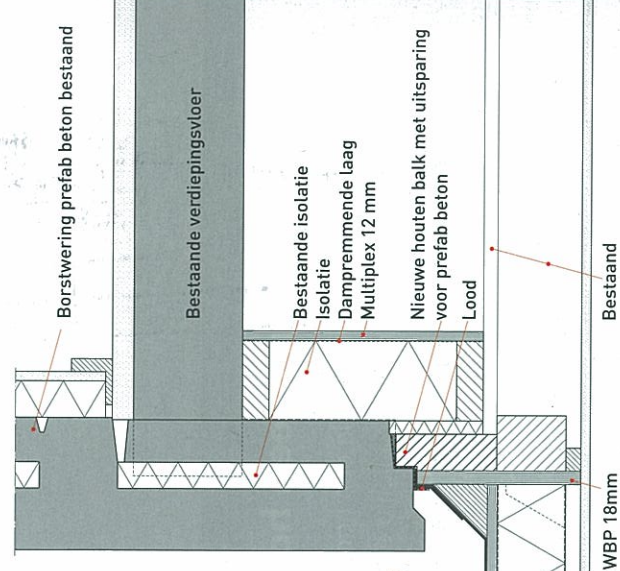 Borstwering prefab beton bestaand
Bestaande verdiepingsvloer
Bestaande isolatie
Isolatie
Dampremmende laag
Multiplex 12 mm
Nieuwe houten balk met uitsparing
voor prefab beton
Lood
Bestaand
WBP 18mm